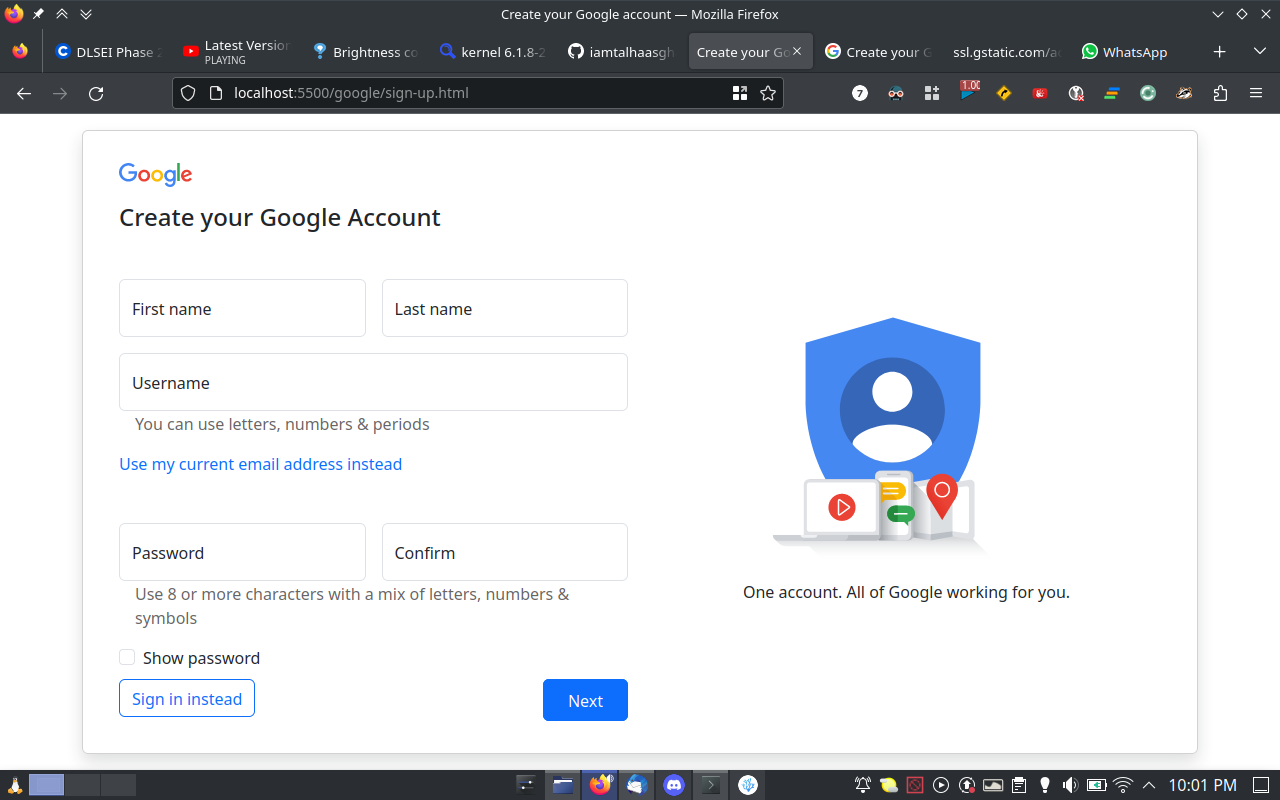 Create your Google account — Mozilla Firefox
DLSEI Phase 2
Latest Version
PLAYING
Brightness co
kernel 6.1.8-2
iamtalhaasgh
Create your Go
Create your G
ssl.gstatic.com/ac
WhatsApp
localhost:5500/google/sign-up.html
7
1.00
Google
Create your Google Account
First name
Last name
Username
You can use letters, numbers & periods
Use my current email address instead
Password
Confirm
Use 8 or more characters with a mix of letters, numbers &
symbols
Show password
Sign in instead
Next
One account. All of Google working for you.
10:01 PM